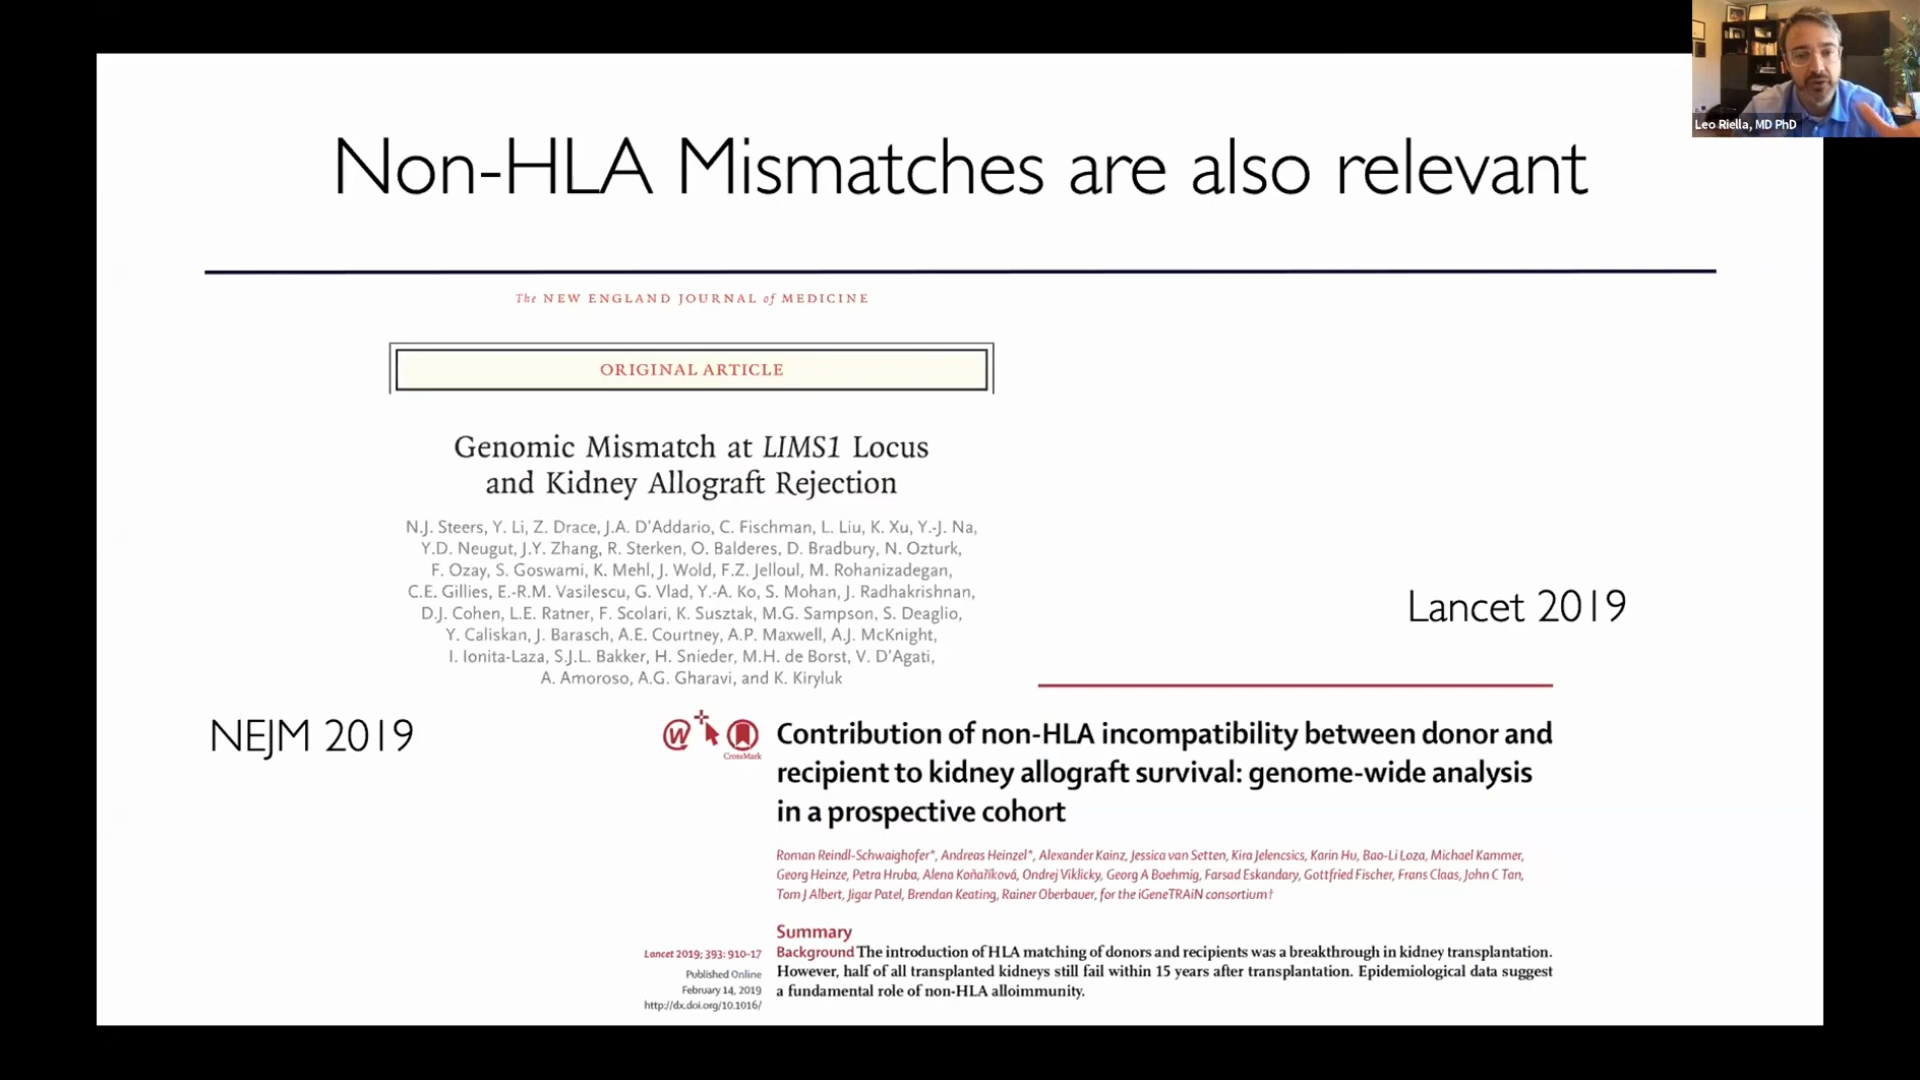 Leo Riella, MD PhD
Non-HLA Mismatches are also relevant
The NEW ENGLAND JOURNAL of MEDICINE
ORIGINAL ARTICLE
Genomic Mismatch at LIMS1 Locus
and Kidney Allograft Rejection
N.J. Steers, Y. Li, Z. Drace, J.A. D'Addario, C. Fischman, L. Liu, K. Xu, Y.-J. Na,
Y.D. Neugut, J.Y. Zhang, R. Sterken, O. Balderes, D. Bradbury, N. Ozturk,
F. Ozay, S. Goswami, K. Mehl, J. Wold, F.Z. Jelloul, M. Rohanizadegan,
C.E. Gillies, E.-R.M. Vasilescu, G. Vlad, Y.-A. Ko, S. Mohan, J. Radhakrishnan,
D.J. Cohen, L.E. Ratner, F. Scolari, K. Susztak, M.G. Sampson, S. Deaglio,
Y. Caliskan, J. Barasch, A.E. Courtney, A.P. Maxwell, A.J. McKnight,
I. Ionita-Laza, S.J.L. Bakker, H. Snieder, M.H. de Borst, V. D'Agati,
A. Amoroso, A.G. Gharavi, and K. Kiryluk
NEJM 2019
Lancet 2019
W
CrossMark
Contribution of non-HLA incompatibility between donor and
recipient to kidney allograft survival: genome-wide analysis
in a prospective cohort
Roman Reindl-Schwaighofer*, Andreas Heinzel*, Alexander Kainz, Jessica van Setten, Kira Jelencsics, Karin Hu, Bao-Li Loza, Michael Kammer,
Georg Heinze, Petra Hruba, Alena Koňaříková, Ondrej Viklicky, Georg A Boehmig, Farsad Eskandary, Gottfried Fischer, Frans Claas, John C Tan,
Tom J Albert, Jigar Patel, Brendan Keating, Rainer Oberbauer, for the iGeneTRAiN consortium†
Summary
Background The introduction of HLA matching of donors and recipients was a breakthrough in kidney transplantation.
However, half of all transplanted kidneys still fail within 15 years after transplantation. Epidemiological data suggest
a fundamental role of non-HLA alloimmunity.
Lancet 2019; 393: 910-17
Published Online
February 14, 2019
http://dx.doi.org/10.1016/